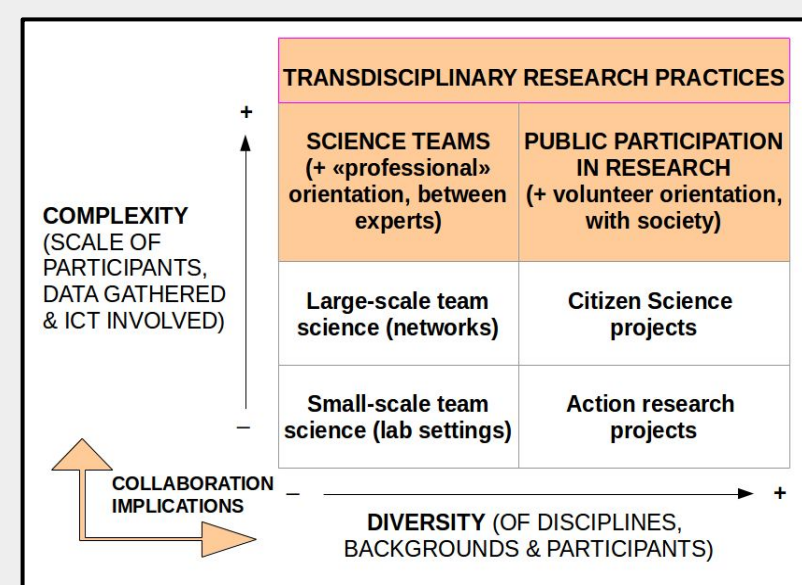 TRANSDISCIPLINARY RESEARCH PRACTICES
+
SCIENCE TEAMS
(+ «professional»
orientation, between
experts)
PUBLIC PARTICIPATION
IN RESEARCH
(+ volunteer orientation,
with society)
COMPLEXITY
(SCALE OF
PARTICIPANTS,
DATA GATHERED
& ICT INVOLVED)
Large-scale team
science (networks)
Citizen Science
projects
Small-scale team
science (lab settings)
Action research
projects
–
COLLABORATION
IMPLICATIONS
–
+
DIVERSITY (OF DISCIPLINES,
BACKGROUNDS & PARTICIPANTS)